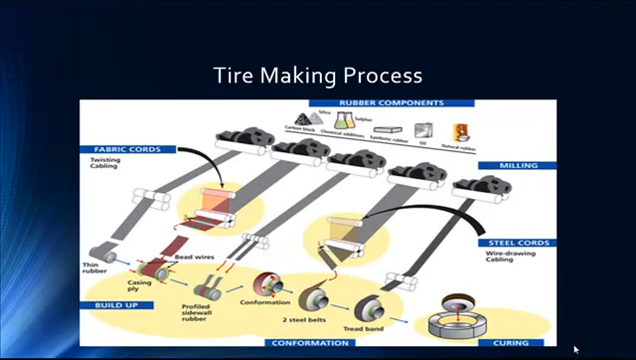 Tire Making Process
RUBBER COMPONENTS
Silica
Sulphur
Carbon black
Chemical additives
Synthetic rubber
Oil
Natural rubber
FABRIC CORDS
Twisting
Cabling
MILLING
STEEL CORDS
Wire-drawing
Cabling
Thin
rubber
Bead wires
Casing
ply
Profiled
sidewall
rubber
Conformation
2 steel belts
Tread band
BUILD UP
CONFORMATION
CURING